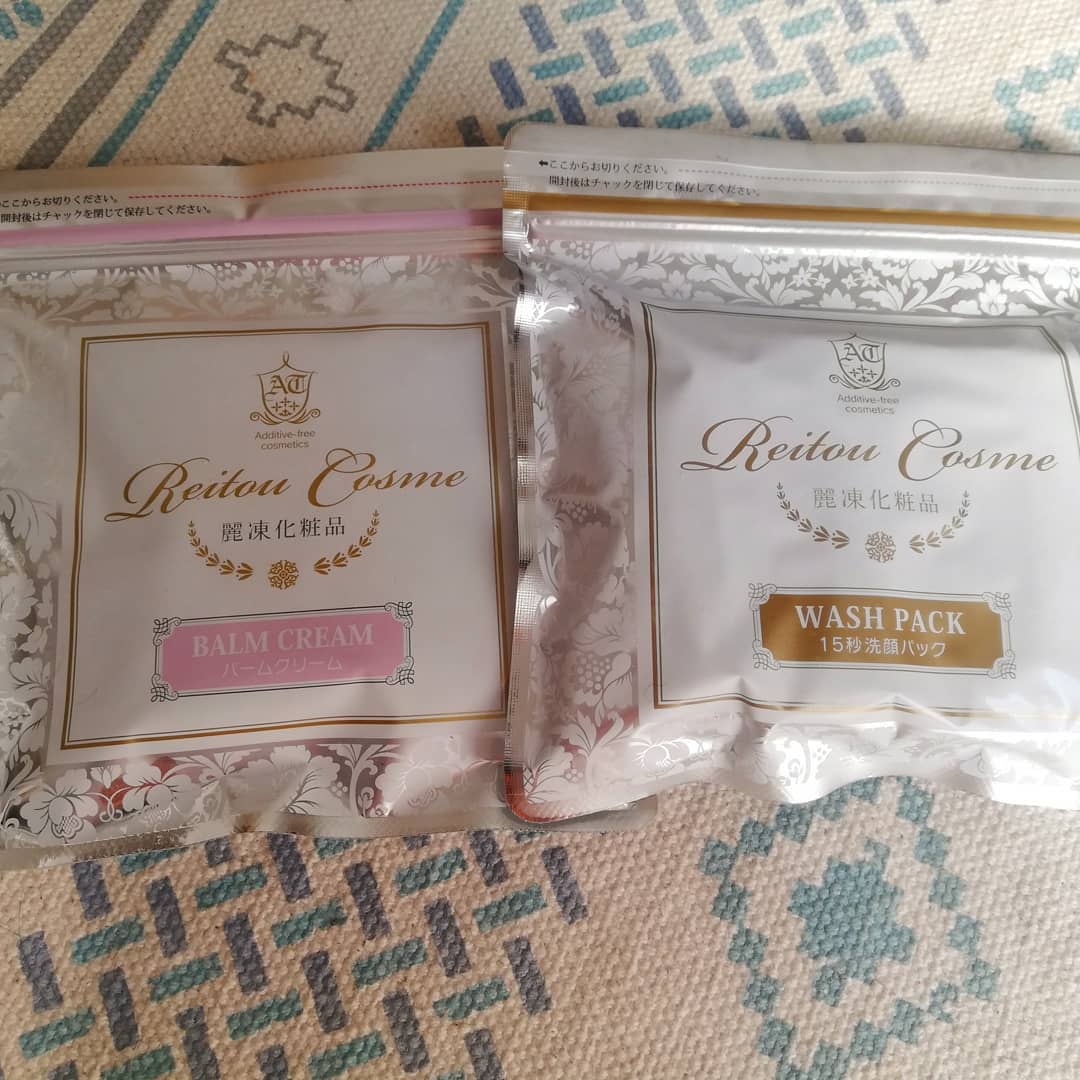 ここからお切りください。
開封後はチャックを閉じて保存してください。
AT
Additive-free
cosmetics
Reitou Cosme
麗凍化粧品
BALM CREAM
バームクリーム
←ここからお切りください。
開封後はチャックを閉じて保存してください。
AT
Additive-free
cosmetics
Reitou Cosme
麗凍化粧品
WASH PACK
15秒洗顔パック